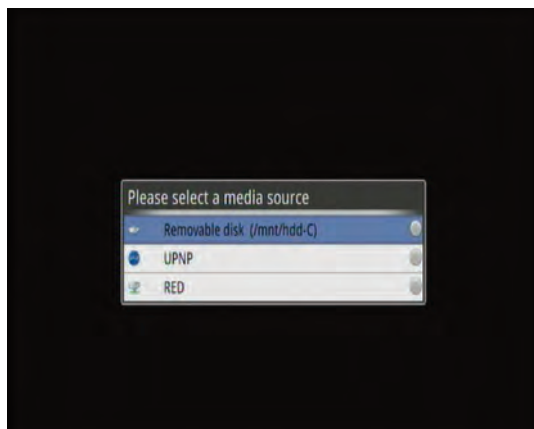 Please select a media source
Removable disk (/mnt/hdd-C)
UPNP
RED